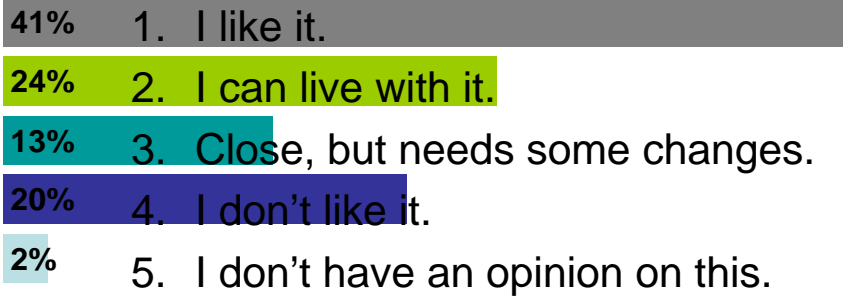 41% 1. I like it.
24% 2. I can live with it.
13% 3. Close, but needs some changes.
20% 4. I don’t like it.
2% 5. I don’t have an opinion on this.